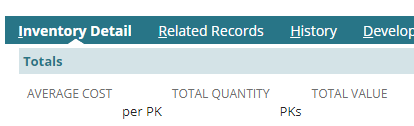 Inventory Detail Related Records History Develop
Totals
AVERAGE COST TOTAL QUANTITY TOTAL VALUE
per PK PKs